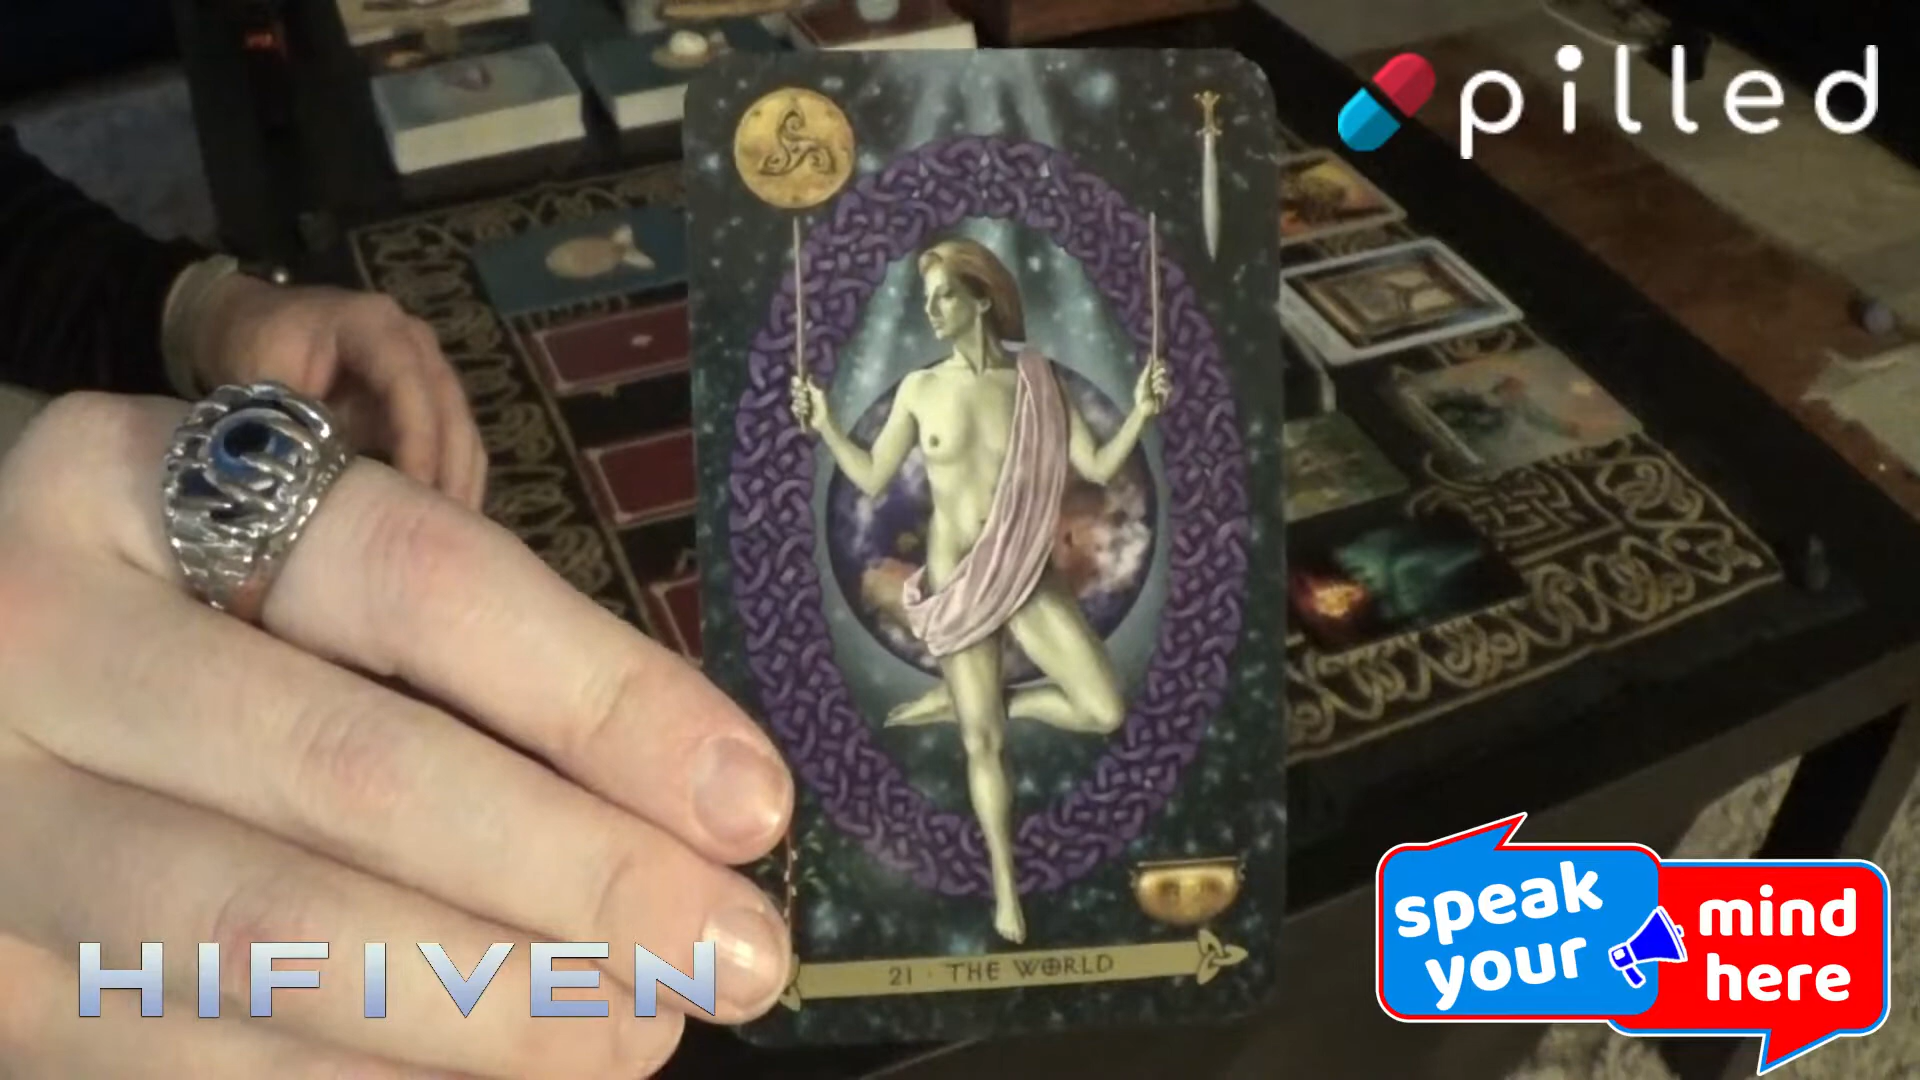 pilled
21 · THE WORLD
HIFIVEN
speak
your
mind
here